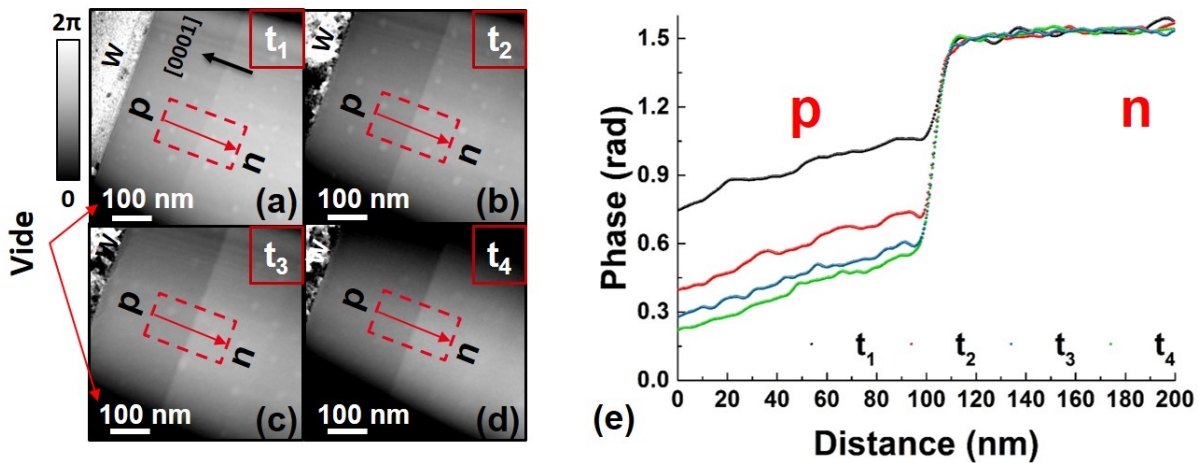 2π
0
Vide
W
[0001]
t1
p
n
100 nm
(a)
W
t2
p
n
100 nm
(b)
W
t3
p
n
100 nm
(c)
W
t4
p
n
100 nm
(d)
Phase (rad)
1.5
1.2
0.9
0.6
0.3
0.0
p
n
t1 t2 t3 t4
0 20 40 60 80 100 120 140 160 180 200
Distance (nm)
(e)